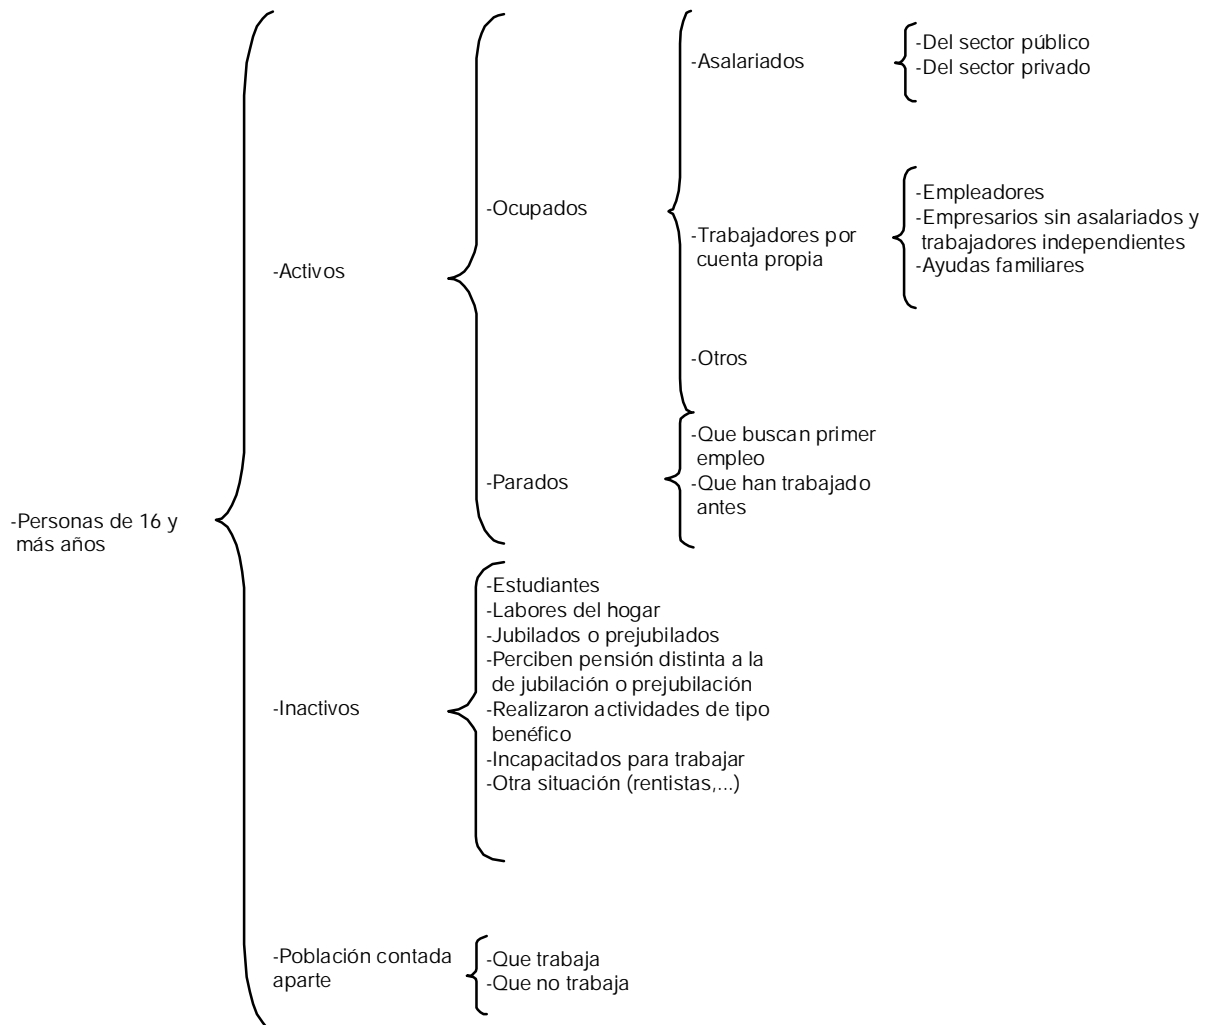 -Personas de 16 y
más años
-Activos
-Ocupados
-Asalariados
-Del sector público
-Del sector privado
-Trabajadores por
cuenta propia
-Empleadores
-Empresarios sin asalariados y
trabajadores independientes
-Ayudas familiares
-Otros
-Parados
-Que buscan primer
empleo
-Que han trabajado
antes
-Inactivos
-Estudiantes
-Labores del hogar
-Jubilados o prejubilados
-Perciben pensión distinta a la
de jubilación o prejubilación
-Realizaron actividades de tipo
benéfico
-Incapacitados para trabajar
-Otra situación (rentistas,...)
-Población contada
aparte
-Que trabaja
-Que no trabaja